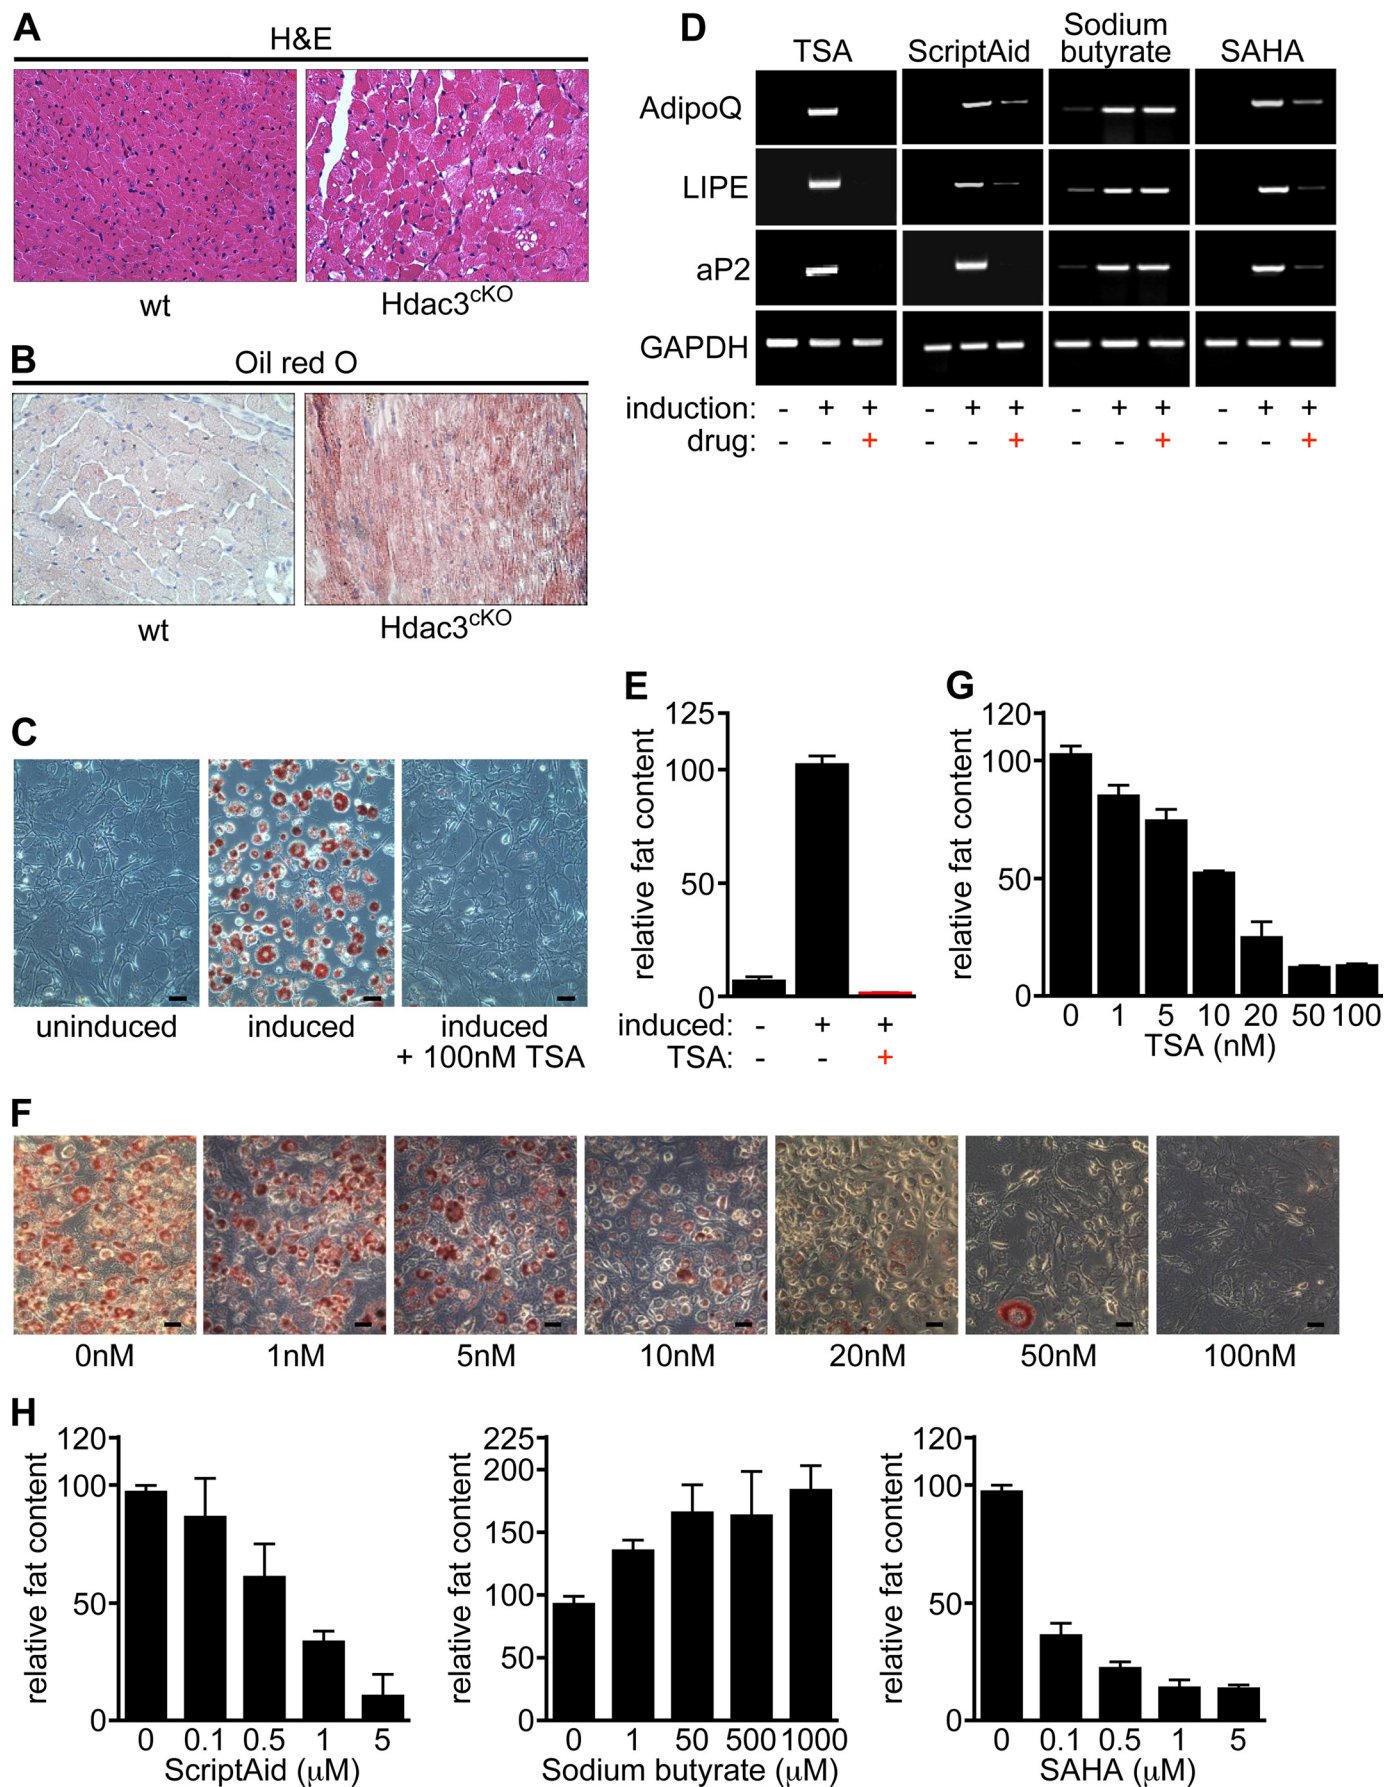 A
H&E
wt
Hdac3cKO
B
Oil red O
wt
Hdac3cKO
D
TSA
ScriptAid
Sodium
butyrate
SAHA
AdipoQ
LIPE
aP2
GAPDH
induction: - + + - + + - + + - + +
drug: - - + - - + - - + - - +
C
uninduced
induced
induced
+ 100nM TSA
E
relative fat content
125
100
50
0
induced: - + +
TSA: - - +
G
relative fat content
120
100
50
0
0 1 5 10 20 50 100
TSA (nM)
F
0nM 1nM 5nM 10nM 20nM 50nM 100nM
H
relative fat content
120
100
50
0
0 0.1 0.5 1 5
ScriptAid (μM)
relative fat content
225
200
150
100
50
0
0 1 50 500 1000
Sodium butyrate (μM)
relative fat content
120
100
50
0
0 0.1 0.5 1 5
SAHA (μM)